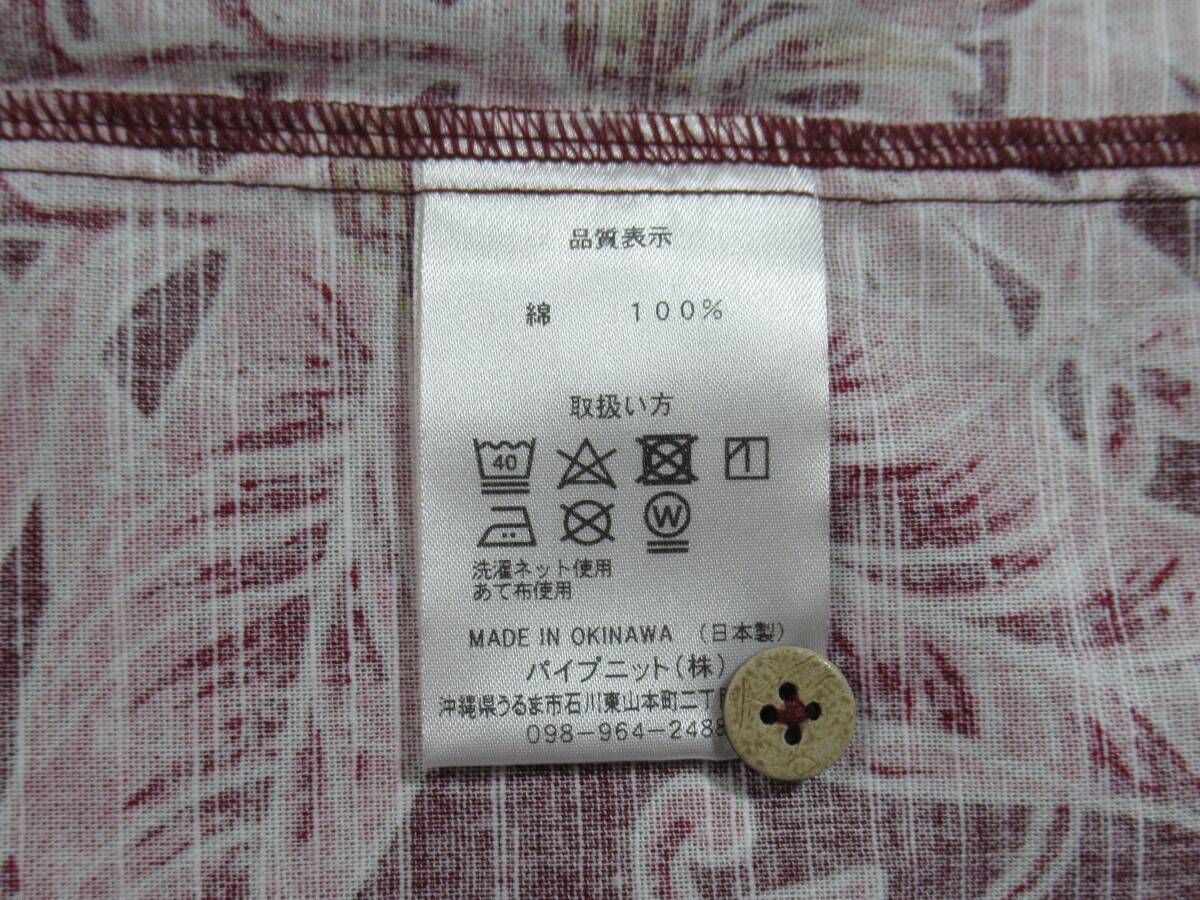 品質表示
綿 100%
取扱い方
40
W
洗濯ネット使用
あて布使用
MADE IN OKINAWA (日本製)
パイプニット(株)
沖縄県うるま市石川東山本町二丁
098-964-2488